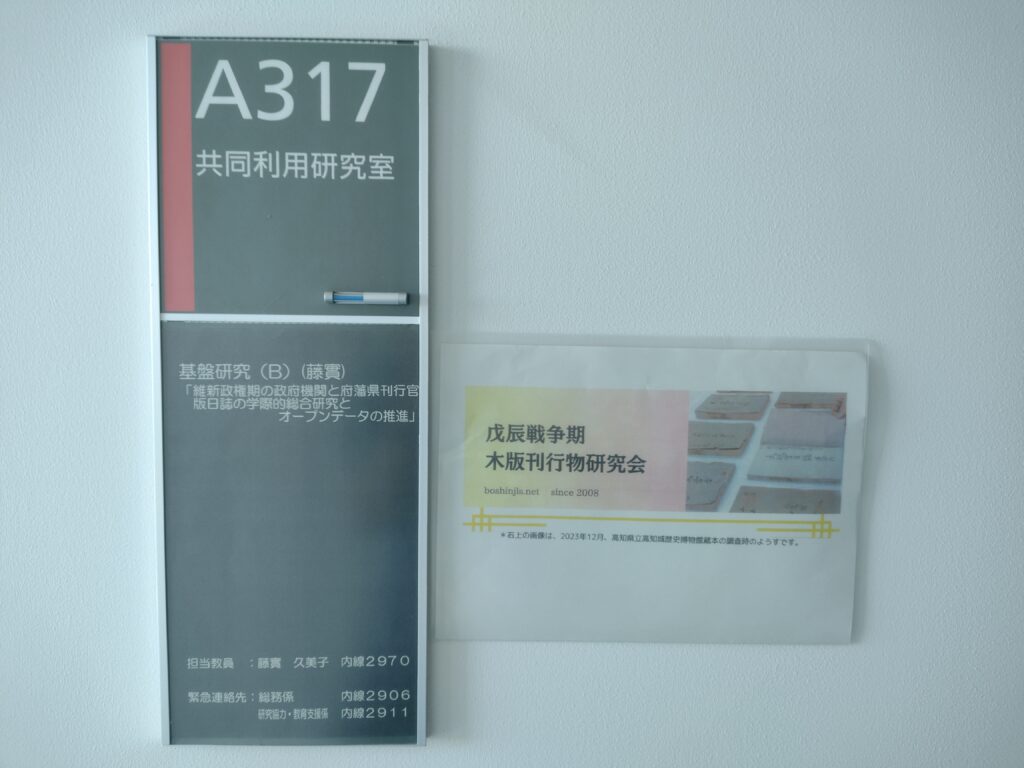 A317
共同利用研究室
基盤研究（B）（藤實）
「維新政権期の政府機関と府藩県刊行官
版日誌の学際的総合研究と
オープンデータの推進」
担当教員　：藤實　久美子　内線2970
緊急連絡先：総務係　内線2906
研究協力・教育支援係　内線2911
戊辰戦争期
木版刊行物研究会
boshinjls.net　since 2008
＊右上の画像は、2023年12月、高知県立高知城歴史博物館蔵本の調査時のようすです。